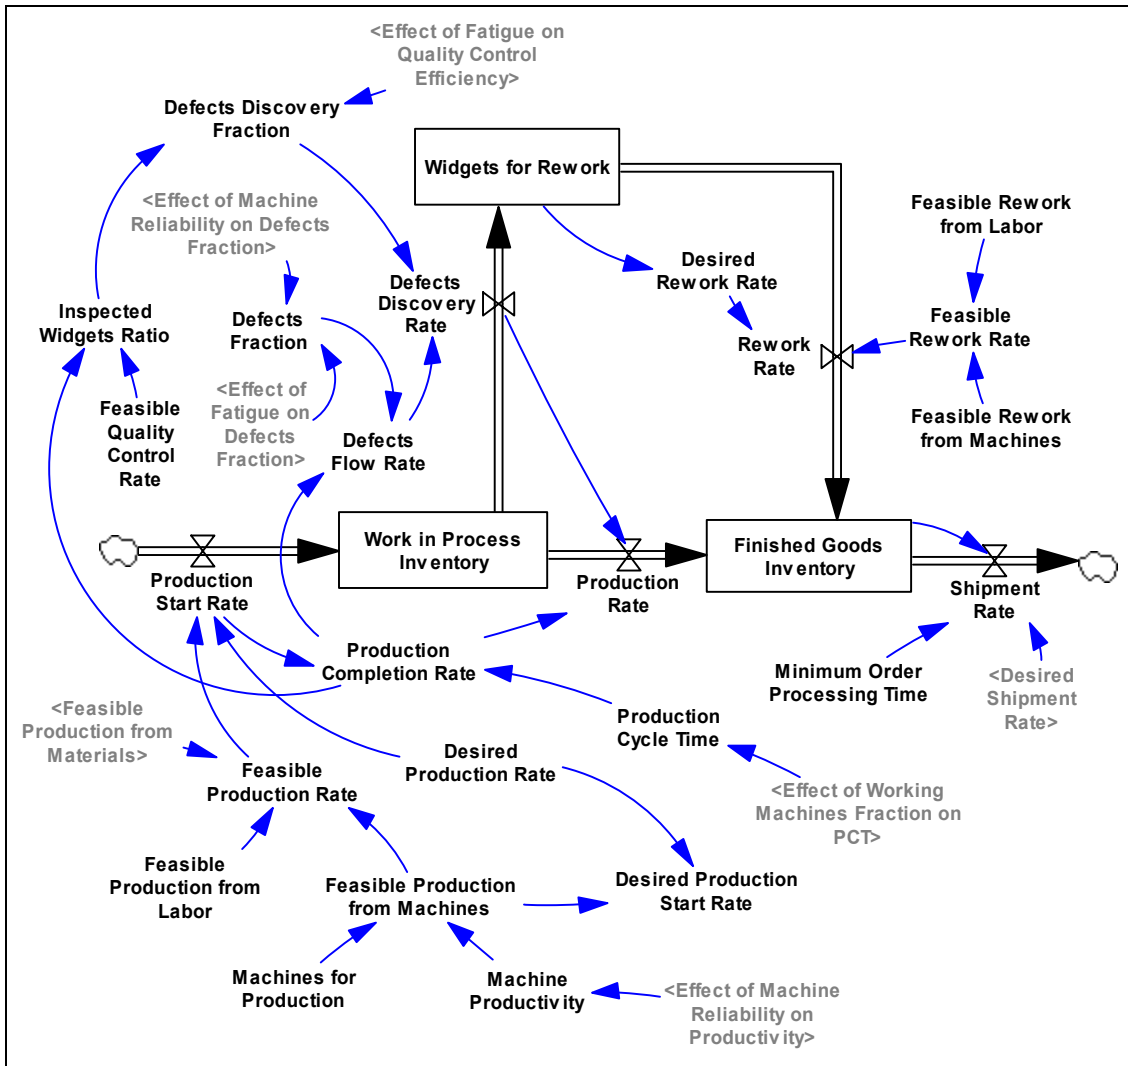 <Effect of Fatigue on
Quality Control
Efficiency>
Defects Discovery
Fraction
Widgets for Rework
<Effect of Machine
Reliability on Defects
Fraction>
Feasible Rework
from Labor
Desired
Rework Rate
Defects
Discovery
Rate
Inspected
Widgets Ratio
Defects
Fraction
Feasible
Rework Rate
Rework
Rate
<Effect of
Fatigue on
Defects
Fraction>
Feasible
Quality
Control
Rate
Feasible Rework
from Machines
Defects
Flow Rate
Work in Process
Inventory
Finished Goods
Inventory
Production
Start Rate
Production
Rate
Shipment
Rate
Production
Completion Rate
Minimum Order
Processing Time
<Desired
Shipment
Rate>
<Feasible
Production from
Materials>
Production
Cycle Time
Desired
Production Rate
Feasible
Production Rate
<Effect of Working
Machines Fraction on
PCT>
Feasible
Production from
Labor
Feasible Production
from Machines
Desired Production
Start Rate
Machines for
Production
Machine
Productivity
<Effect of Machine
Reliability on
Productivity>